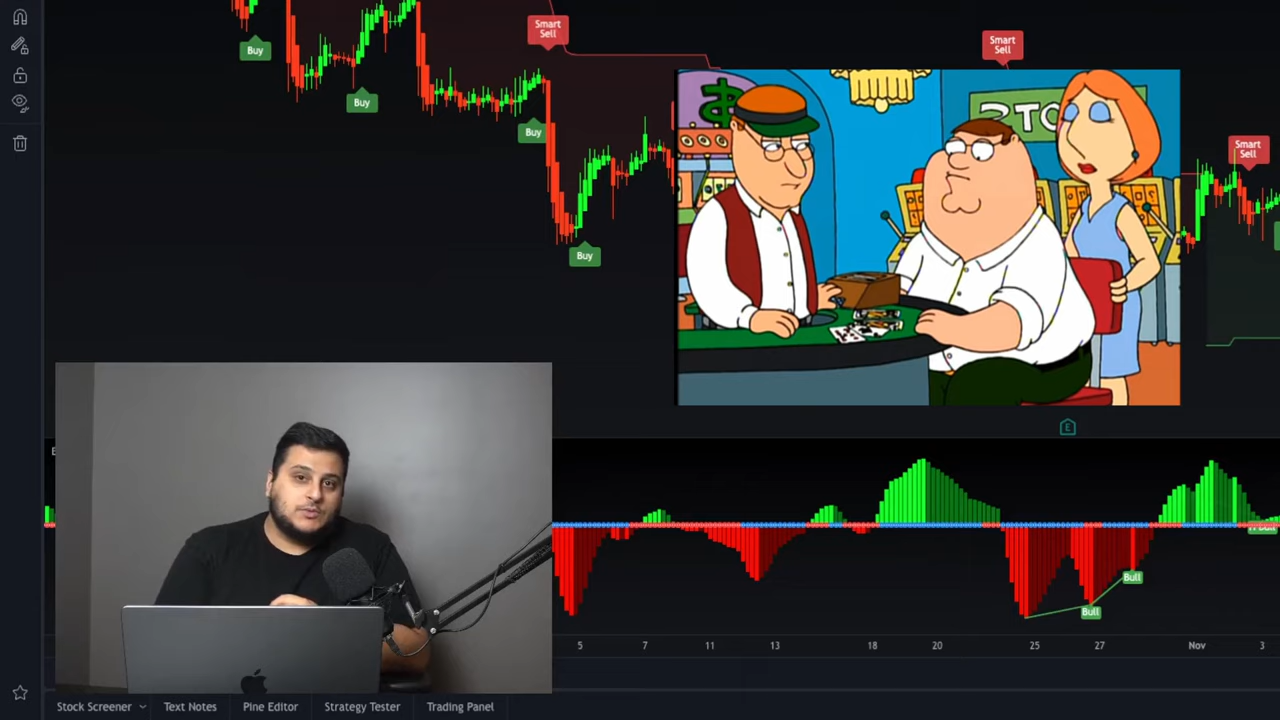 Smart
Sell
Smart
Sell
Buy
Buy
Buy
Smart
Sell
Buy
E
Bull
Bull
5
7
11
13
18
20
25
27
Nov
3
Stock Screener
Text Notes
Pine Editor
Strategy Tester
Trading Panel